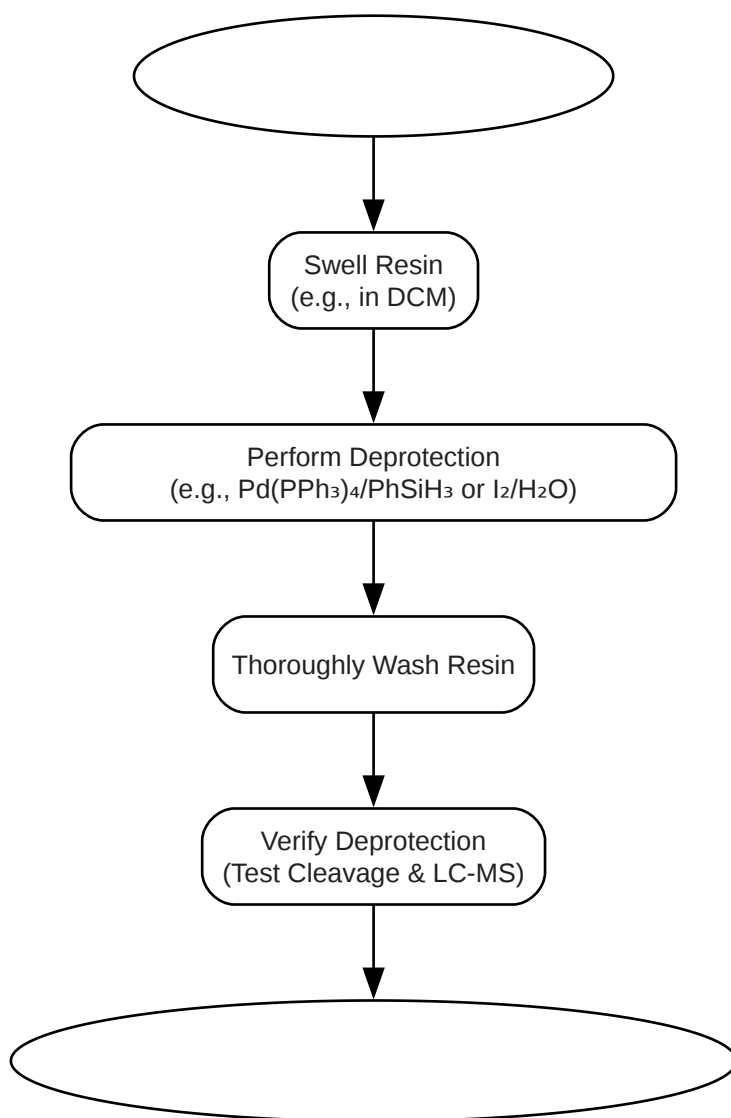 Swell Resin
(e.g., in DCM)
Perform Deprotection
(e.g., Pd(PPh₃)₄/PhSiH₃ or I₂/H₂O)
Thoroughly Wash Resin
Verify Deprotection
(Test Cleavage & LC-MS)